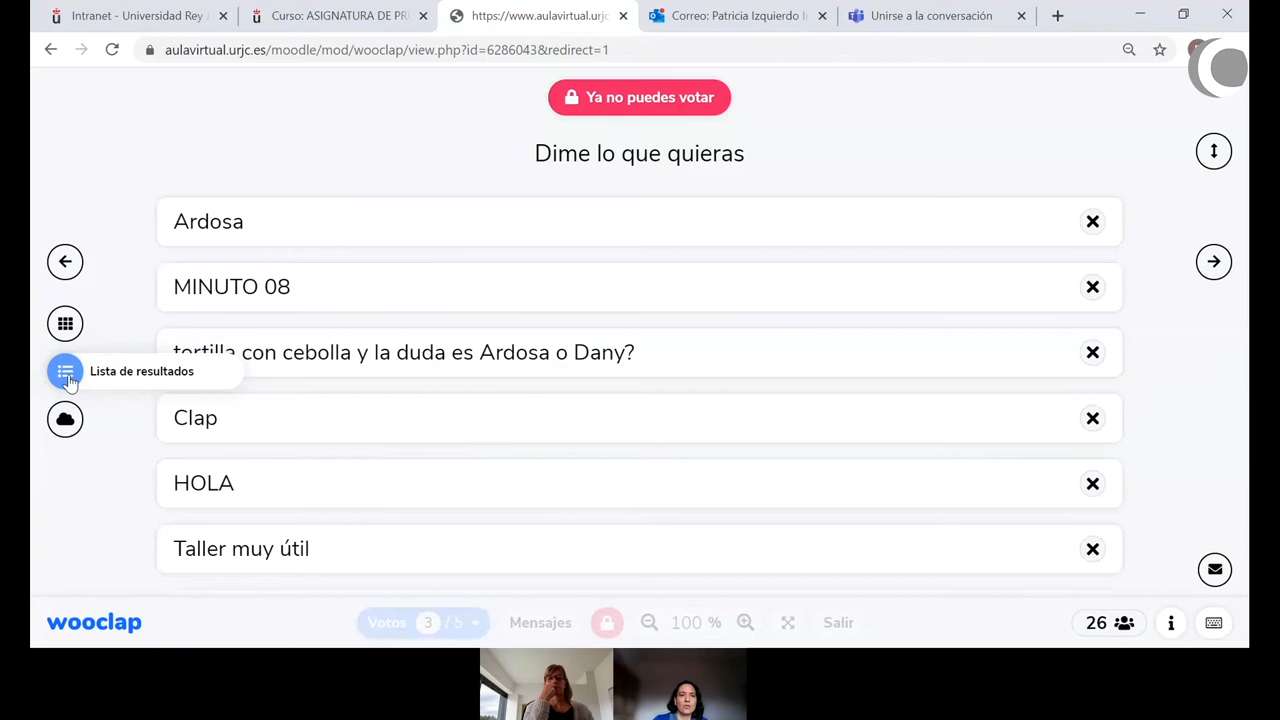 Intranet - Universidad Rey
Curso: ASIGNATURA DE PR
https://www.aulavirtual.urjc
Correo: Patricia Izquierdo I
Unirse a la conversación
aulavirtual.urjc.es/moodle/mod/wooclap/view.php?id=6286043&redirect=1
Ya no puedes votar
Dime lo que quieras
Ardosa
MINUTO 08
tortilla con cebolla y la duda es Ardosa o Dany?
Lista de resultados
Clap
HOLA
Taller muy útil
wooclap
Votos 3 / 5
Mensajes
100 %
Salir
26